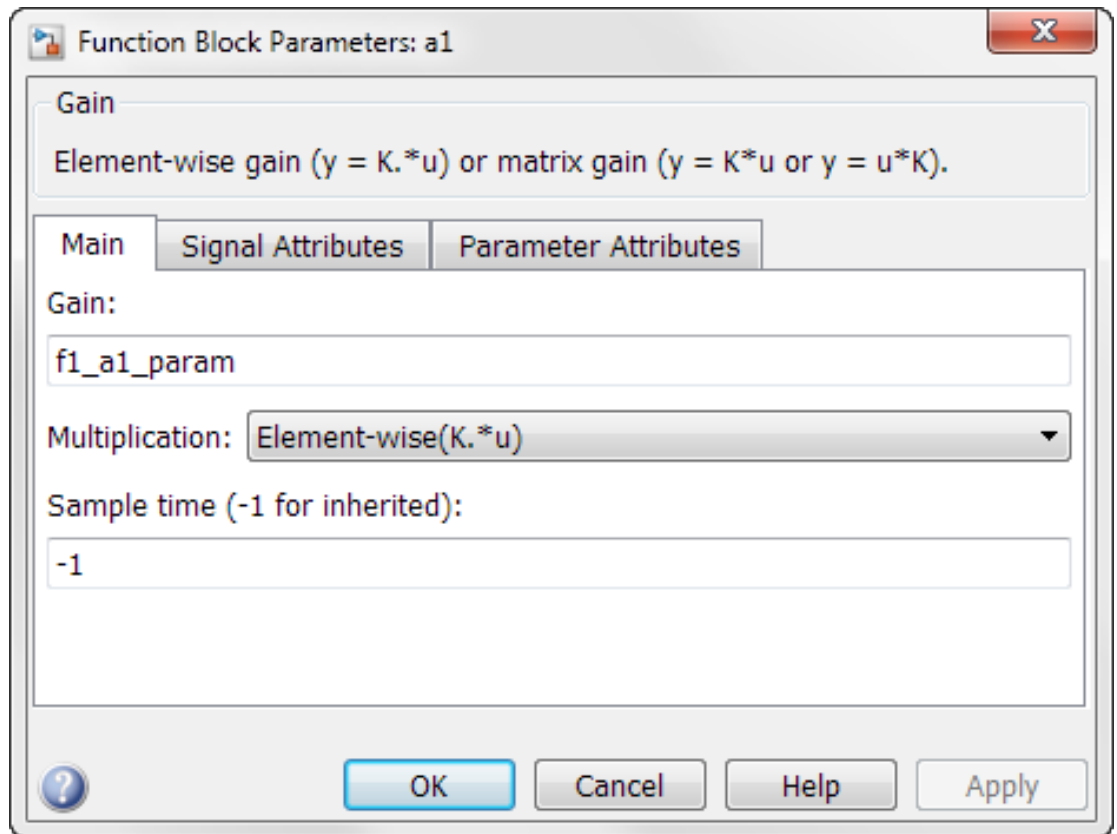 Function Block Parameters: a1
X
Gain
Element-wise gain (y = K.*u) or matrix gain (y = K*u or y = u*K).
Main Signal Attributes Parameter Attributes
Gain:
f1_a1_param
Multiplication: Element-wise(K.*u)
Sample time (-1 for inherited):
-1
? OK Cancel Help Apply